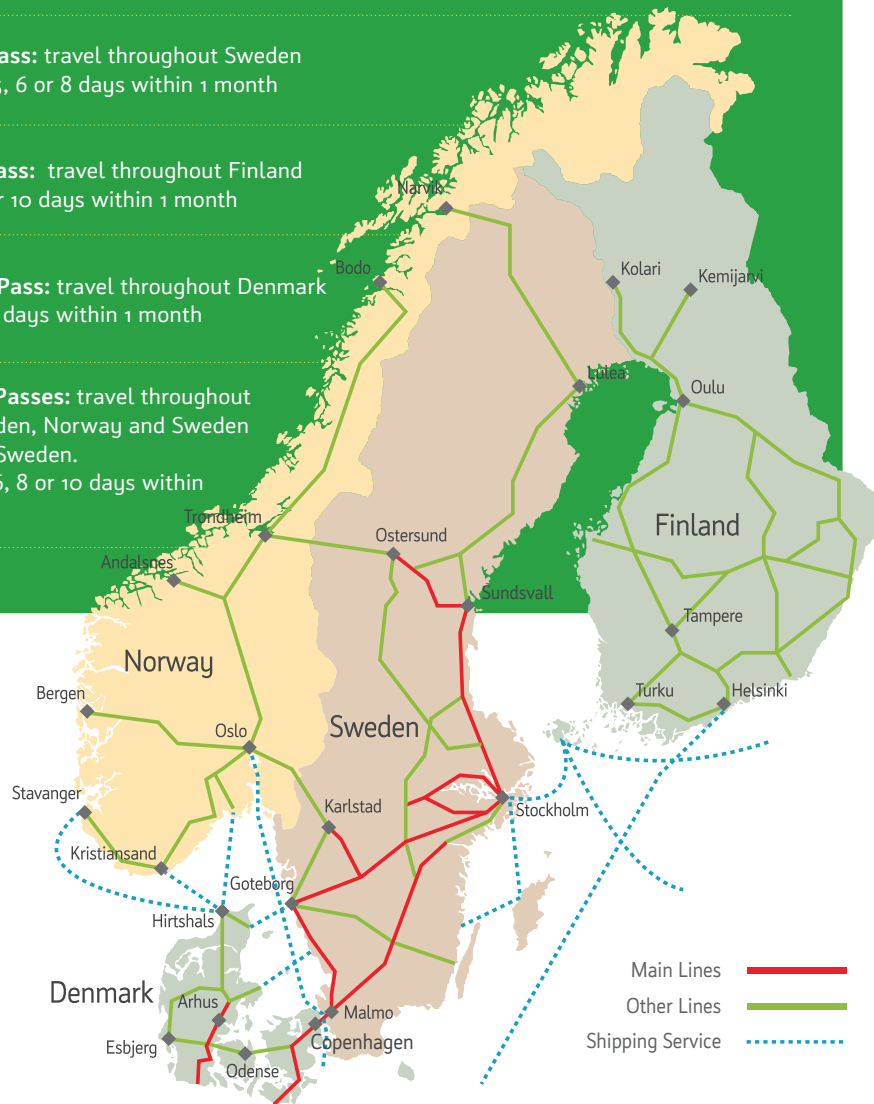 ass: travel throughout Sweden
, 6 or 8 days within 1 month
ass: travel throughout Finland
r 10 days within 1 month
Pass: travel throughout Denmark
days within 1 month
Passes: travel throughout
den, Norway and Sweden
Sweden.
6, 8 or 10 days within
Narvik
Bodo
Kolari
Kemijarvi
Lulea
Oulu
Trondheim
Ostersund
Finland
Andalsnes
Sundsvall
Tampere
Norway
Bergen
Turku
Helsinki
Oslo
Sweden
Stavanger
Karlstad
Stockholm
Kristiansand
Goteborg
Hirtshals
Denmark
Arhus
Malmo
Esbjerg
Copenhagen
Odense
Main Lines
Other Lines
Shipping Service